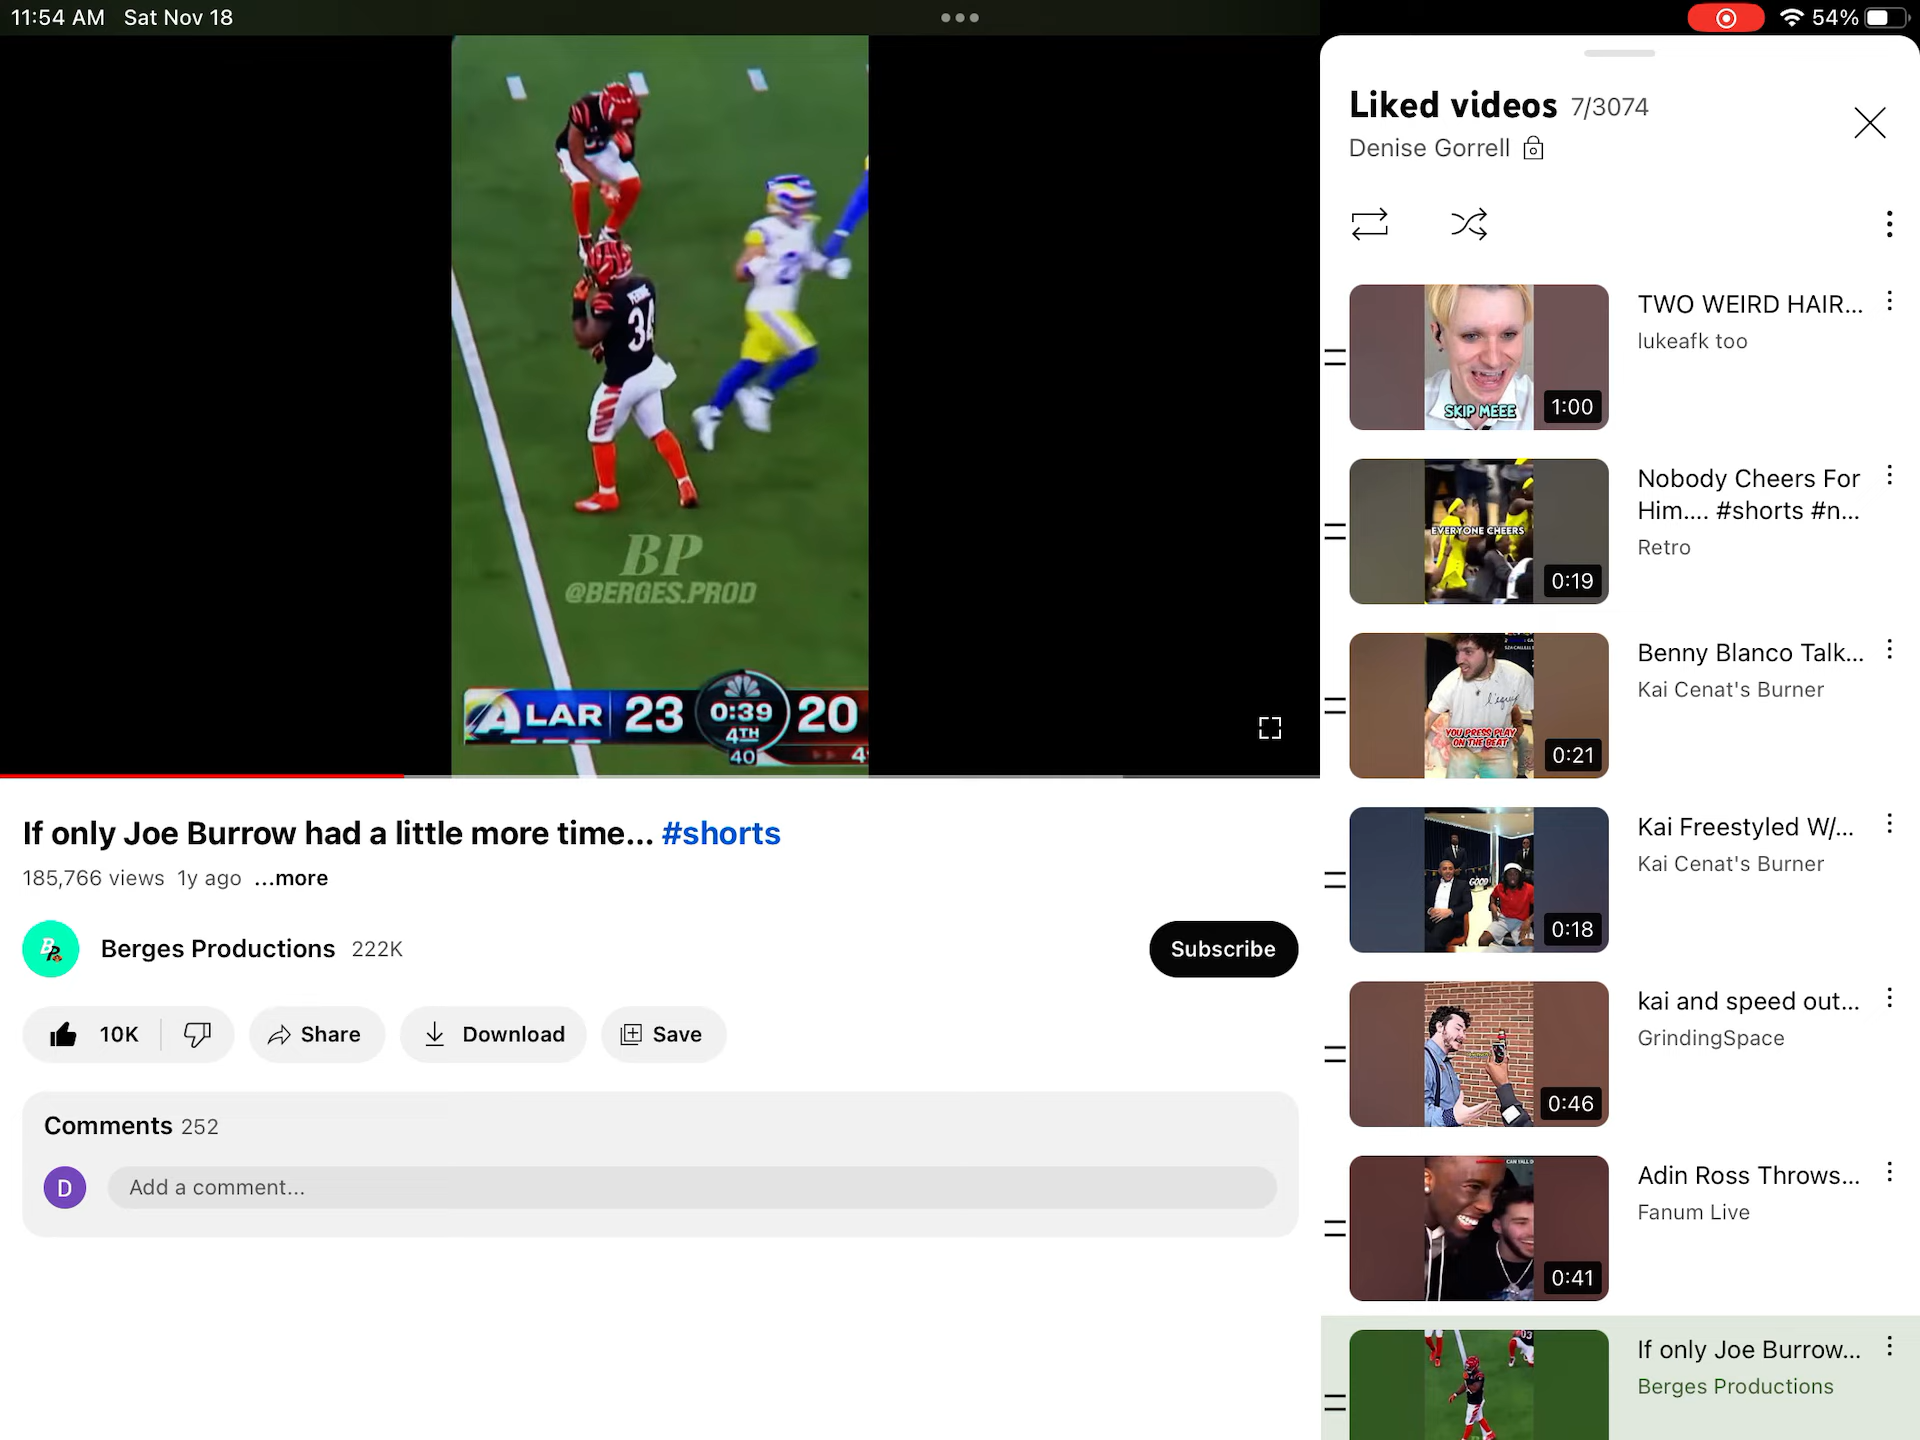 11:54 AM Sat Nov 18
54%
34
BP
@BERGES.PROD
LAR 23 0:39 20
4TH
40
If only Joe Burrow had a little more time... #shorts
185,766 views 1y ago ...more
Berges Productions 222K
Subscribe
10K
Share
Download
Save
Comments 252
D
Add a comment...
Liked videos 7/3074
Denise Gorrell
SKIP MEEE
1:00
TWO WEIRD HAIR...
lukeafk too
EVERYONE CHEERS
0:19
Nobody Cheers For
Him.... #shorts #n...
Retro
YOU PRESS PLAY
ON THE BEAT
0:21
Benny Blanco Talk...
Kai Cenat's Burner
GOOD
0:18
Kai Freestyled W/...
Kai Cenat's Burner
0:46
kai and speed out...
GrindingSpace
0:41
Adin Ross Throws...
Fanum Live
If only Joe Burrow...
Berges Productions